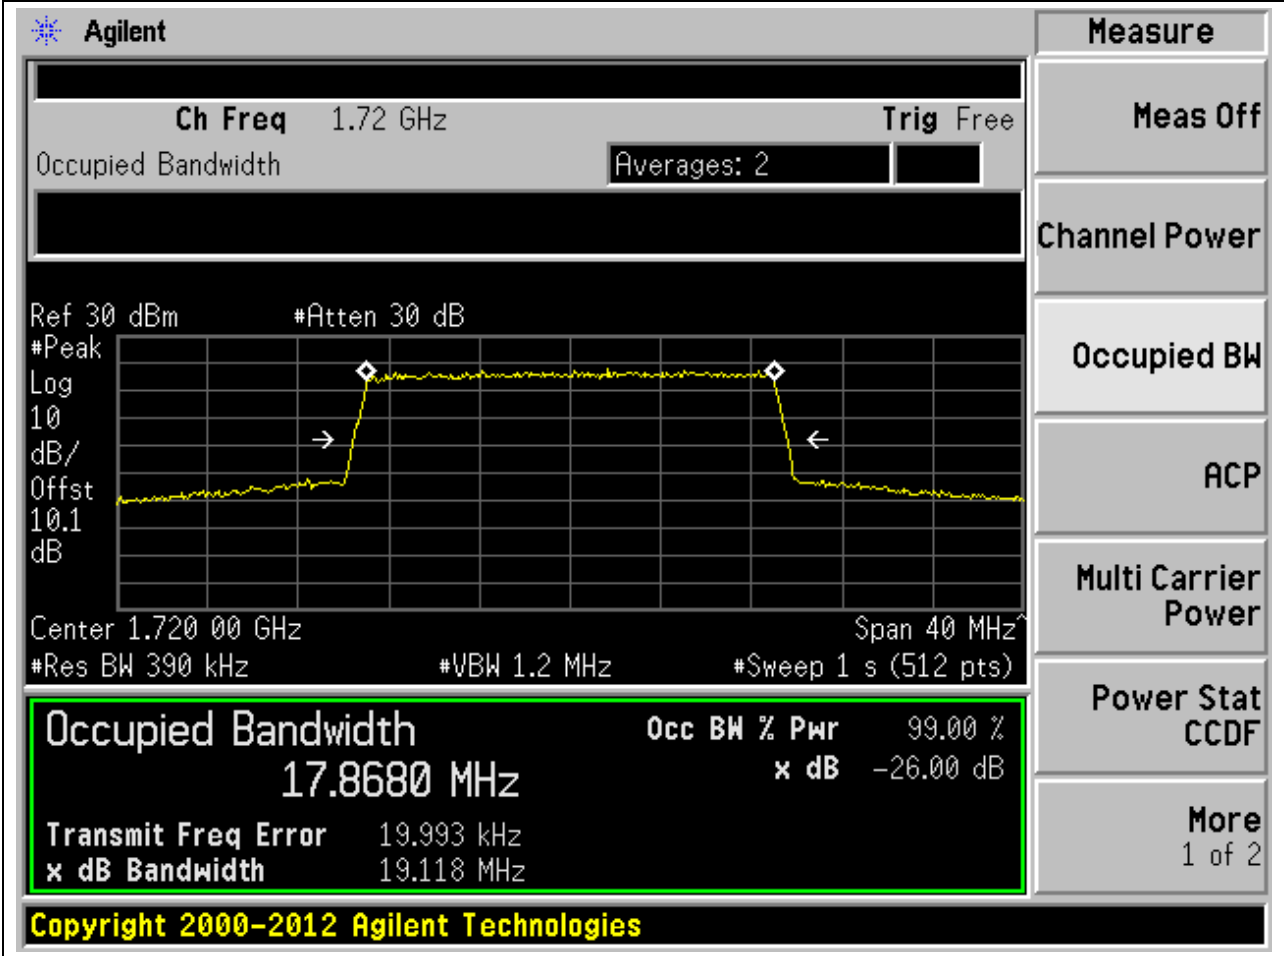 Agilent
Measure
Ch Freq 1.72 GHz Trig Free
Occupied Bandwidth Averages: 2
Meas Off
Channel Power
Occupied BW
ACP
Multi Carrier
Power
Power Stat
CCDF
More
1 of 2
Ref 30 dBm #Atten 30 dB
#Peak
Log
10
dB/
Offst
10.1
dB
Center 1.720 00 GHz Span 40 MHz^
#Res BW 390 kHz #VBW 1.2 MHz #Sweep 1 s (512 pts)
Occupied Bandwidth Occ BW % Pwr 99.00 %
17.8680 MHz x dB -26.00 dB
Transmit Freq Error 19.993 kHz
x dB Bandwidth 19.118 MHz
Copyright 2000-2012 Agilent Technologies